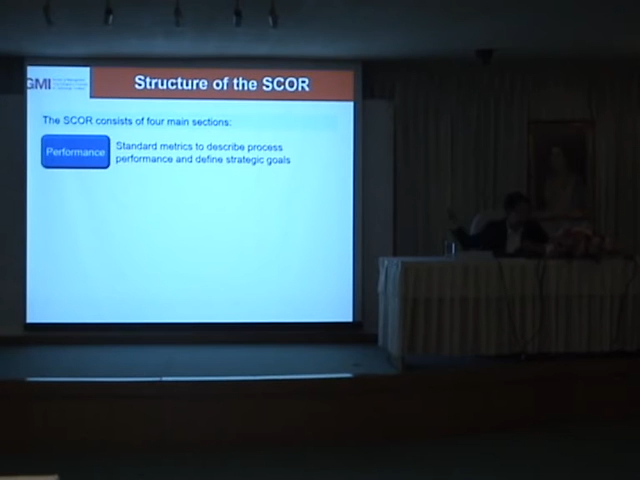 GMI
Structure of the SCOR
The SCOR consists of four main sections:
Performance
Standard metrics to describe process
performance and define strategic goals